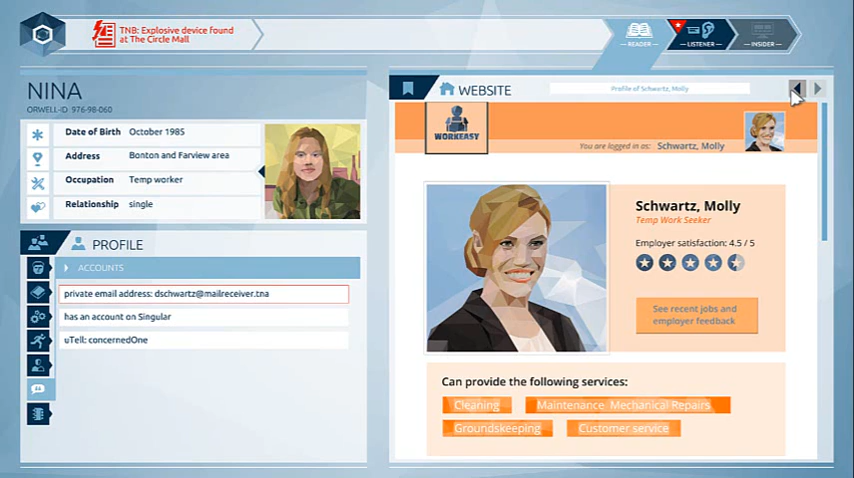 TNB: Explosive device found
at The Circle Mall
READER
LISTENER
INSIDER
NINA
ORWELL-ID 976-98-060
Date of Birth October 1985
Address Bonton and Farview area
Occupation Temp worker
Relationship single
PROFILE
ACCOUNTS
private email address: dschwartz@mailreceiver.tna
has an account on Singular
uTell: concernedOne
WEBSITE
Profile of Schwartz, Molly
WORKEASY
You are logged in as: Schwartz, Molly
Schwartz, Molly
Temp Work Seeker
Employer satisfaction: 4.5 / 5
See recent jobs and
employer feedback
Can provide the following services:
Cleaning Maintenance Mechanical Repairs
Groundskeeping Customer service